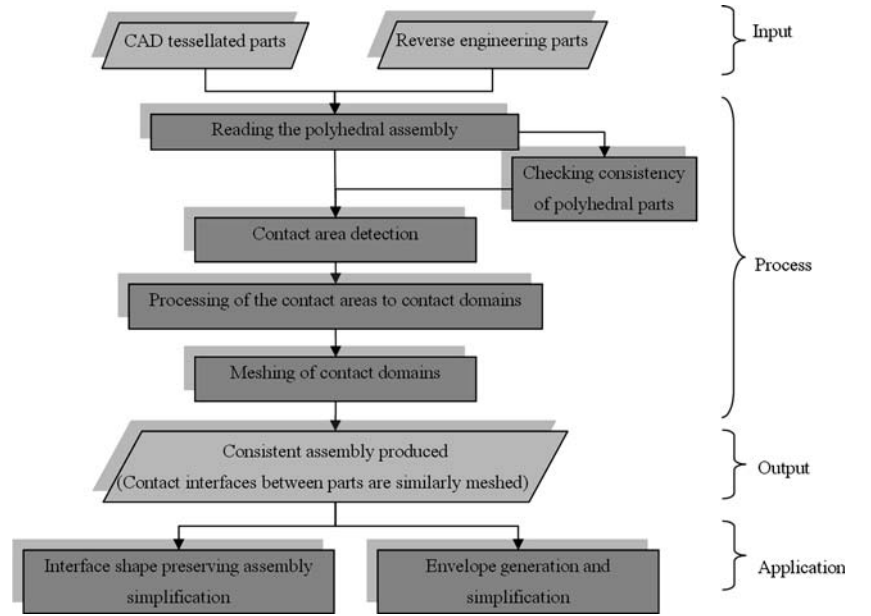 CAD tessellated parts
Reverse engineering parts
Input
Reading the polyhedral assembly
Checking consistency
of polyhedral parts
Contact area detection
Process
Processing of the contact areas to contact domains
Meshing of contact domains
Consistent assembly produced
(Contact interfaces between parts are similarly meshed)
Output
Interface shape preserving assembly
simplification
Envelope generation and
simplification
Application